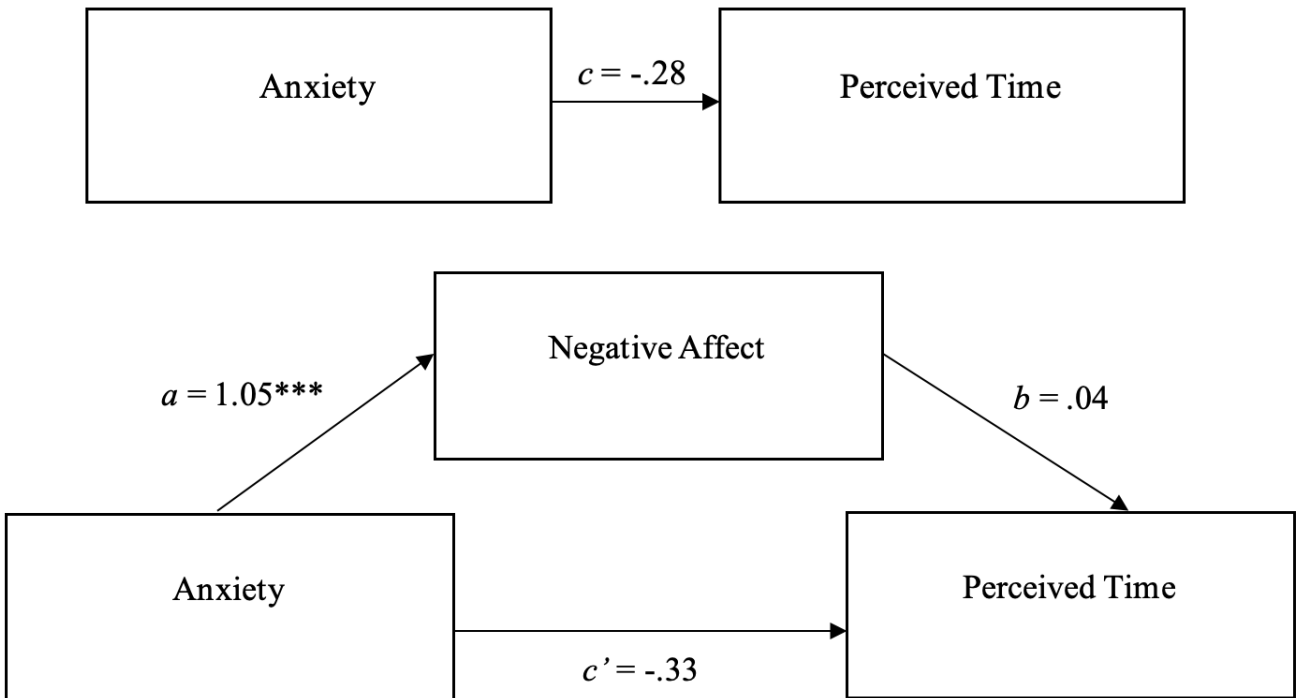 Anxiety
c = -.28
Perceived Time
Negative Affect
a = 1.05***
b = .04
Anxiety
Perceived Time
c’ = -.33